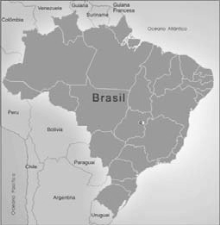 Venezuela
Guiana
Guiana
Francesa
Suriname
Colômbia
Oceano Atlântico
Brasil
Peru
Bolívia
Chile
Paraguai
Oceano Pacífico
Argentina
Uruguai